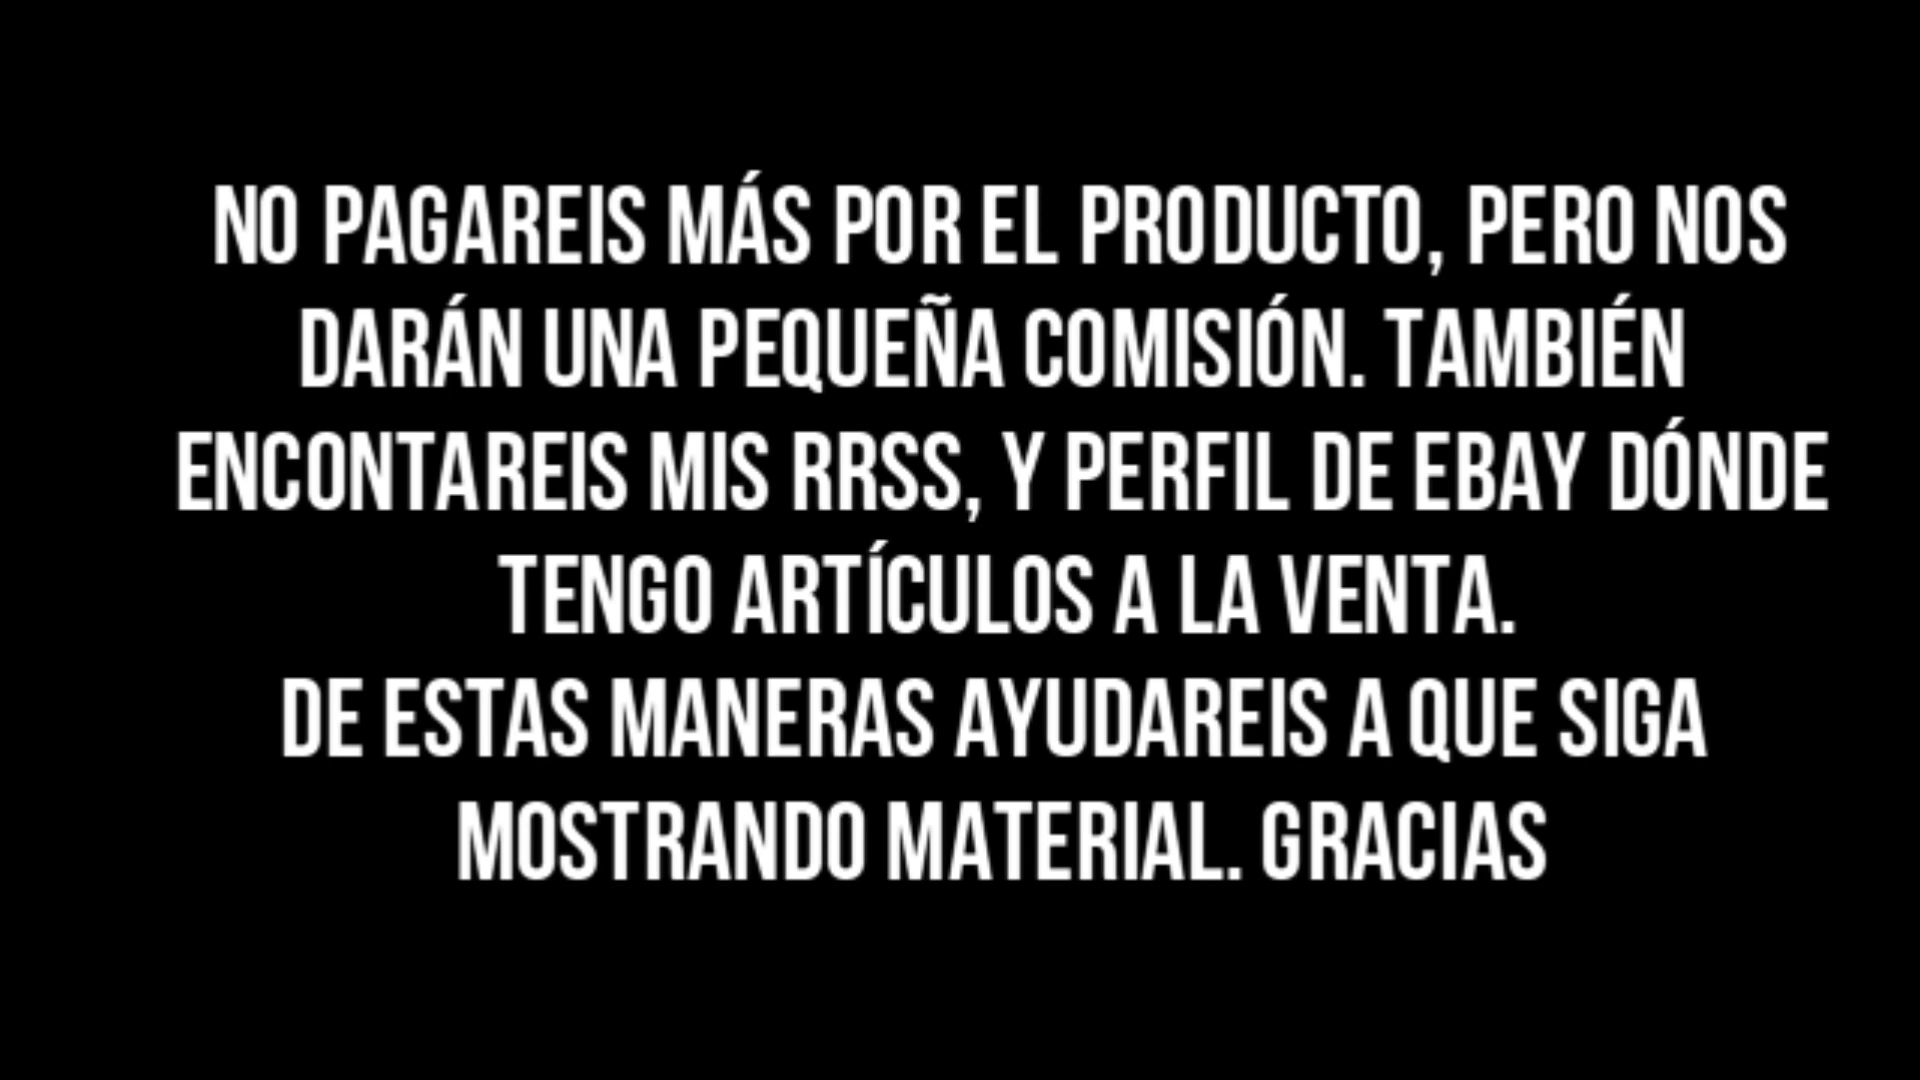 NO PAGAREIS MÁS POR EL PRODUCTO, PERO NOS
DARÁN UNA PEQUEÑA COMISIÓN. TAMBIÉN
ENCONTAREIS MIS RRSS, Y PERFIL DE EBAY DÓNDE
TENGO ARTÍCULOS A LA VENTA.
DE ESTAS MANERAS AYUDAREIS A QUE SIGA
MOSTRANDO MATERIAL. GRACIAS